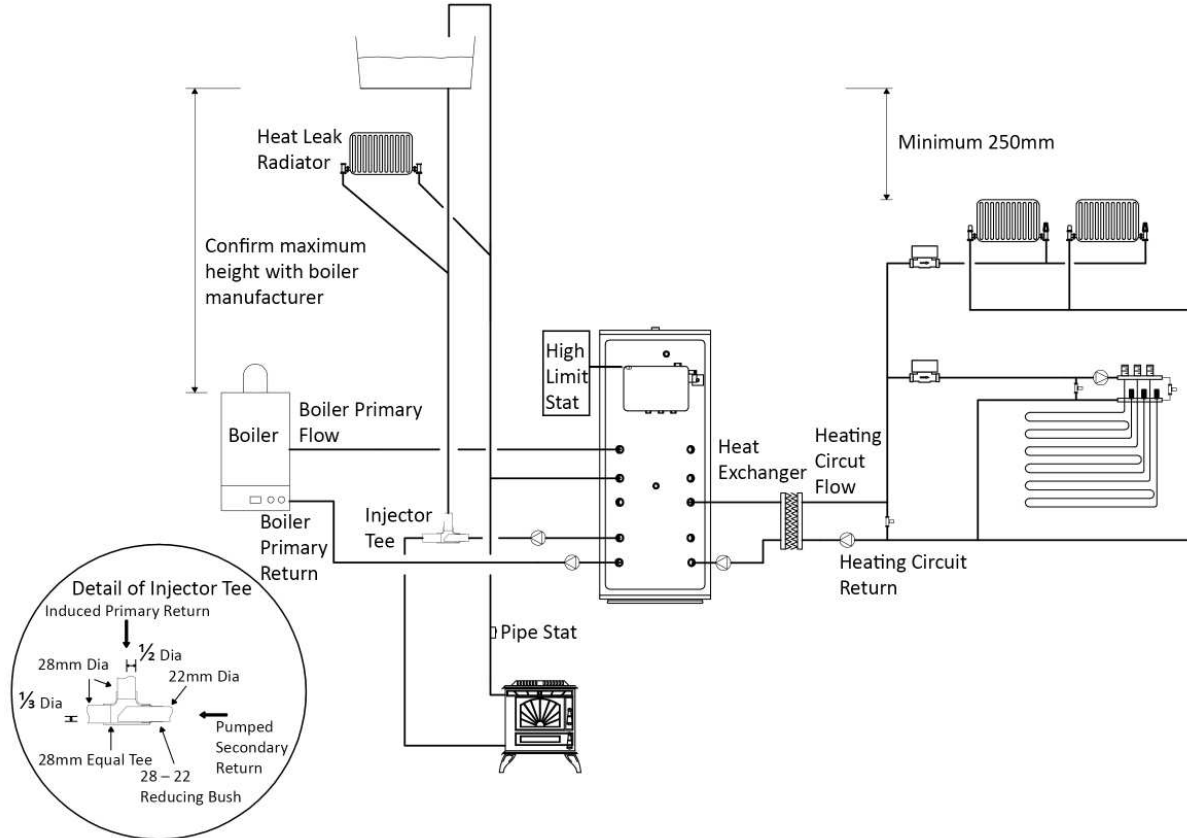 Heat Leak
Radiator
Minimum 250mm
Confirm maximum
height with boiler
manufacturer
High
Limit
Stat
Boiler
Boiler Primary
Flow
Heat
Exchanger
Heating
Circut
Flow
Injector
Tee
Boiler
Primary
Return
Heating Circuit
Return
Pipe Stat
Detail of Injector Tee
Induced Primary Return
½ Dia
28mm Dia
22mm Dia
⅓ Dia
Pumped
Secondary
Return
28mm Equal Tee
28 – 22
Reducing Bush